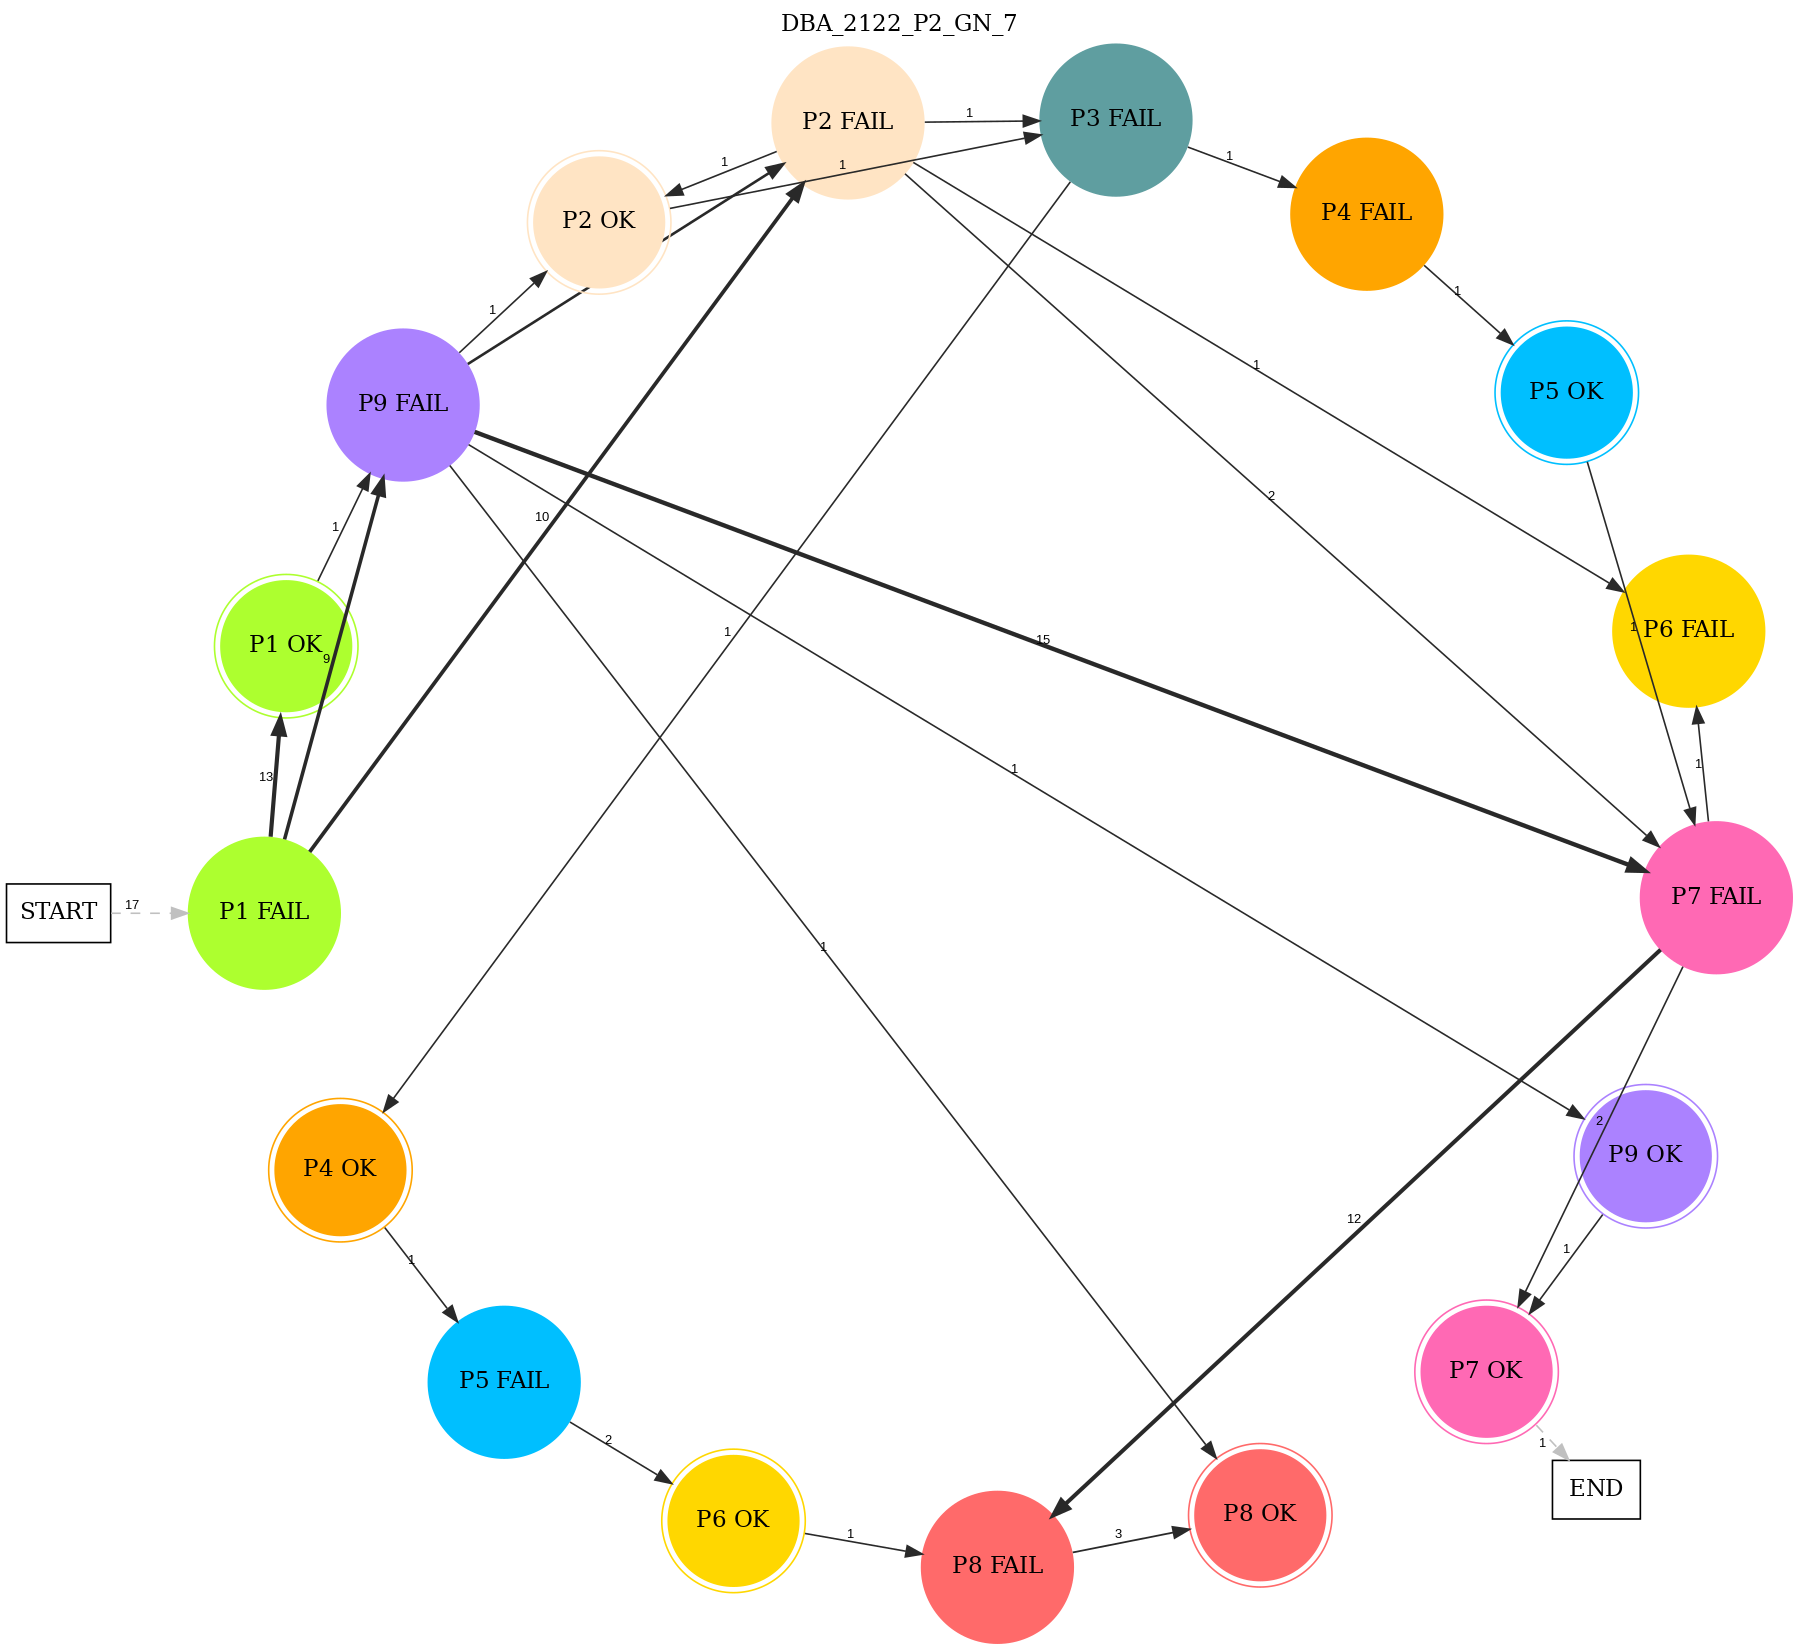 DBA_2122_P2_GN_7
P2 FAIL
P3 FAIL
1
1
1
1
P4 FAIL
P2 OK
1
1
1
P5 OK
P9 FAIL
2
10
1
1
1
P6 FAIL
15
P1 OK
9
1
13
1
P7 FAIL
START
17
P1 FAIL
1
2
P9 OK
P4 OK
12
1
1
P7 OK
P5 FAIL
2
1
END
P6 OK
P8 OK
1
3
P8 FAIL